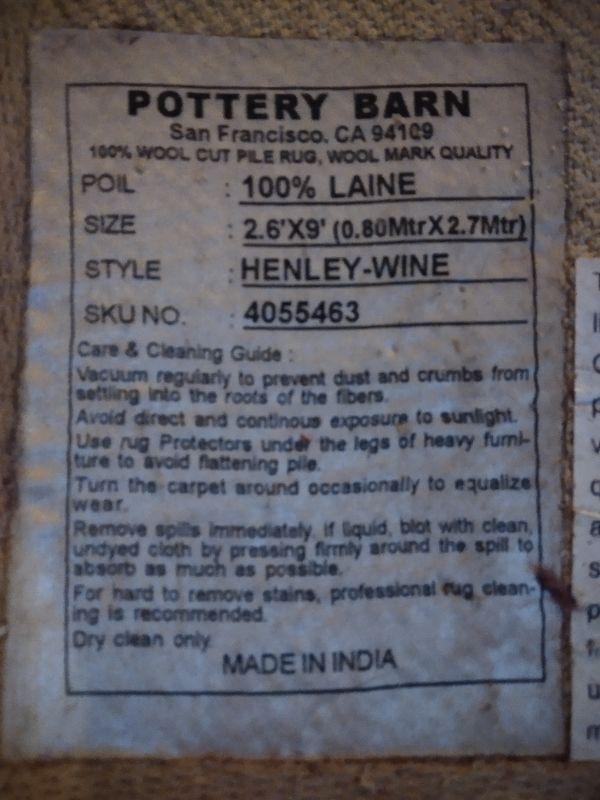 POTTERY BARN
San Francisco, CA 94109
100% WOOL CUT PILE RUG, WOOL MARK QUALITY
POIL : 100% LAINE
SIZE : 2.6'X9' (0.80MtrX2.7Mtr)
STYLE : HENLEY-WINE
SKU NO. : 4055463
Care & Cleaning Guide :
Vacuum regularly to prevent dust and crumbs from
settling into the roots of the fibers.
Avoid direct and continous exposure to sunlight.
Use rug Protectors under the legs of heavy furni-
ture to avoid flattening pile.
Turn the carpet around occasionally to equalize
wear.
Remove spills immediately. If liquid, blot with clean,
undyed cloth by pressing firmly around the spill to
absorb as much as possible.
For hard to remove stains, professional rug clean-
ing is recommended.
Dry clean only
MADE IN INDIA